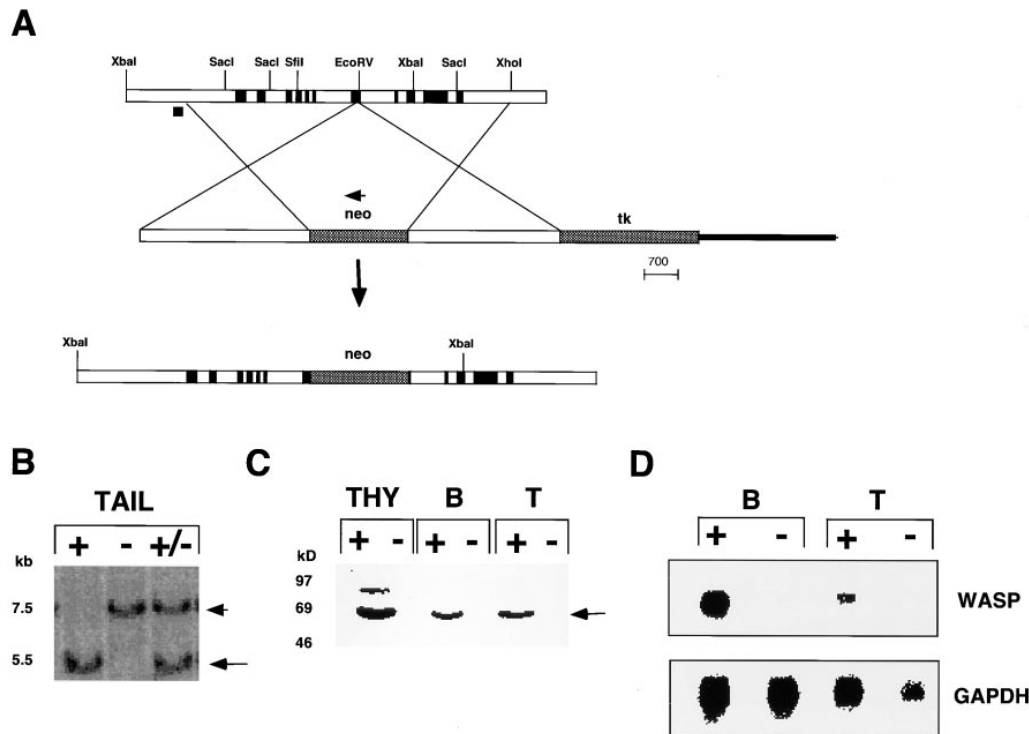 A
XbaI SacI SacI SfiI EcoRV XbaI SacI XhoI
neo tk
700
neo
XbaI XbaI
B
TAIL
+ - +/-
kb
7.5
5.5
C
THY B T
+ - + - + -
kD
97
69
46
D
B T
+ - + -
WASP
GAPDH